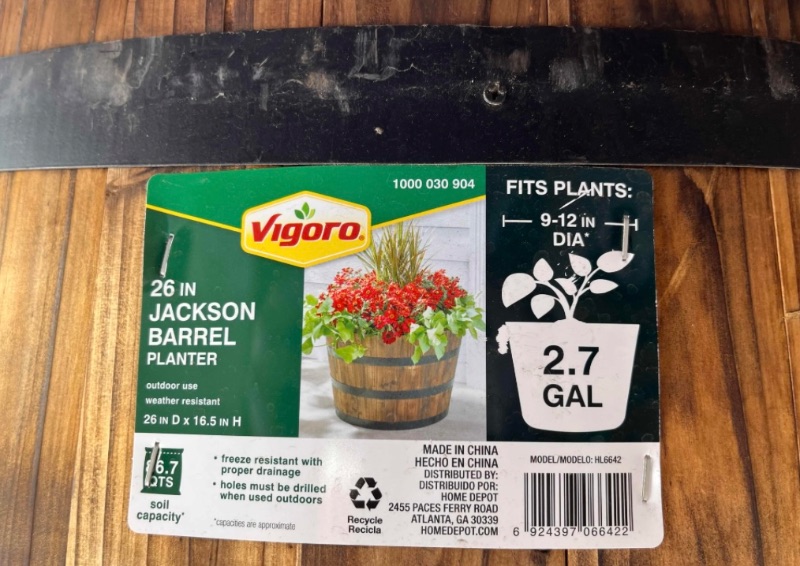 1000 030 904
Vigoro
26 IN
JACKSON
BARREL
PLANTER
outdoor use
weather resistant
26 IN D x 16.5 IN H
FITS PLANTS:
9-12 IN
DIA*
2.7
GAL
QTS
soil
capacity*
• freeze resistant with
proper drainage
• holes must be drilled
when used outdoors
*capacities are approximate
Recycle
Recicla
MADE IN CHINA
HECHO EN CHINA
DISTRIBUTED BY:
DISTRIBUIDO POR:
HOME DEPOT
2455 PACES FERRY ROAD
ATLANTA, GA 30339
HOMEDEPOT.COM
MODEL/MODELO: HL6642
6 924397 066422